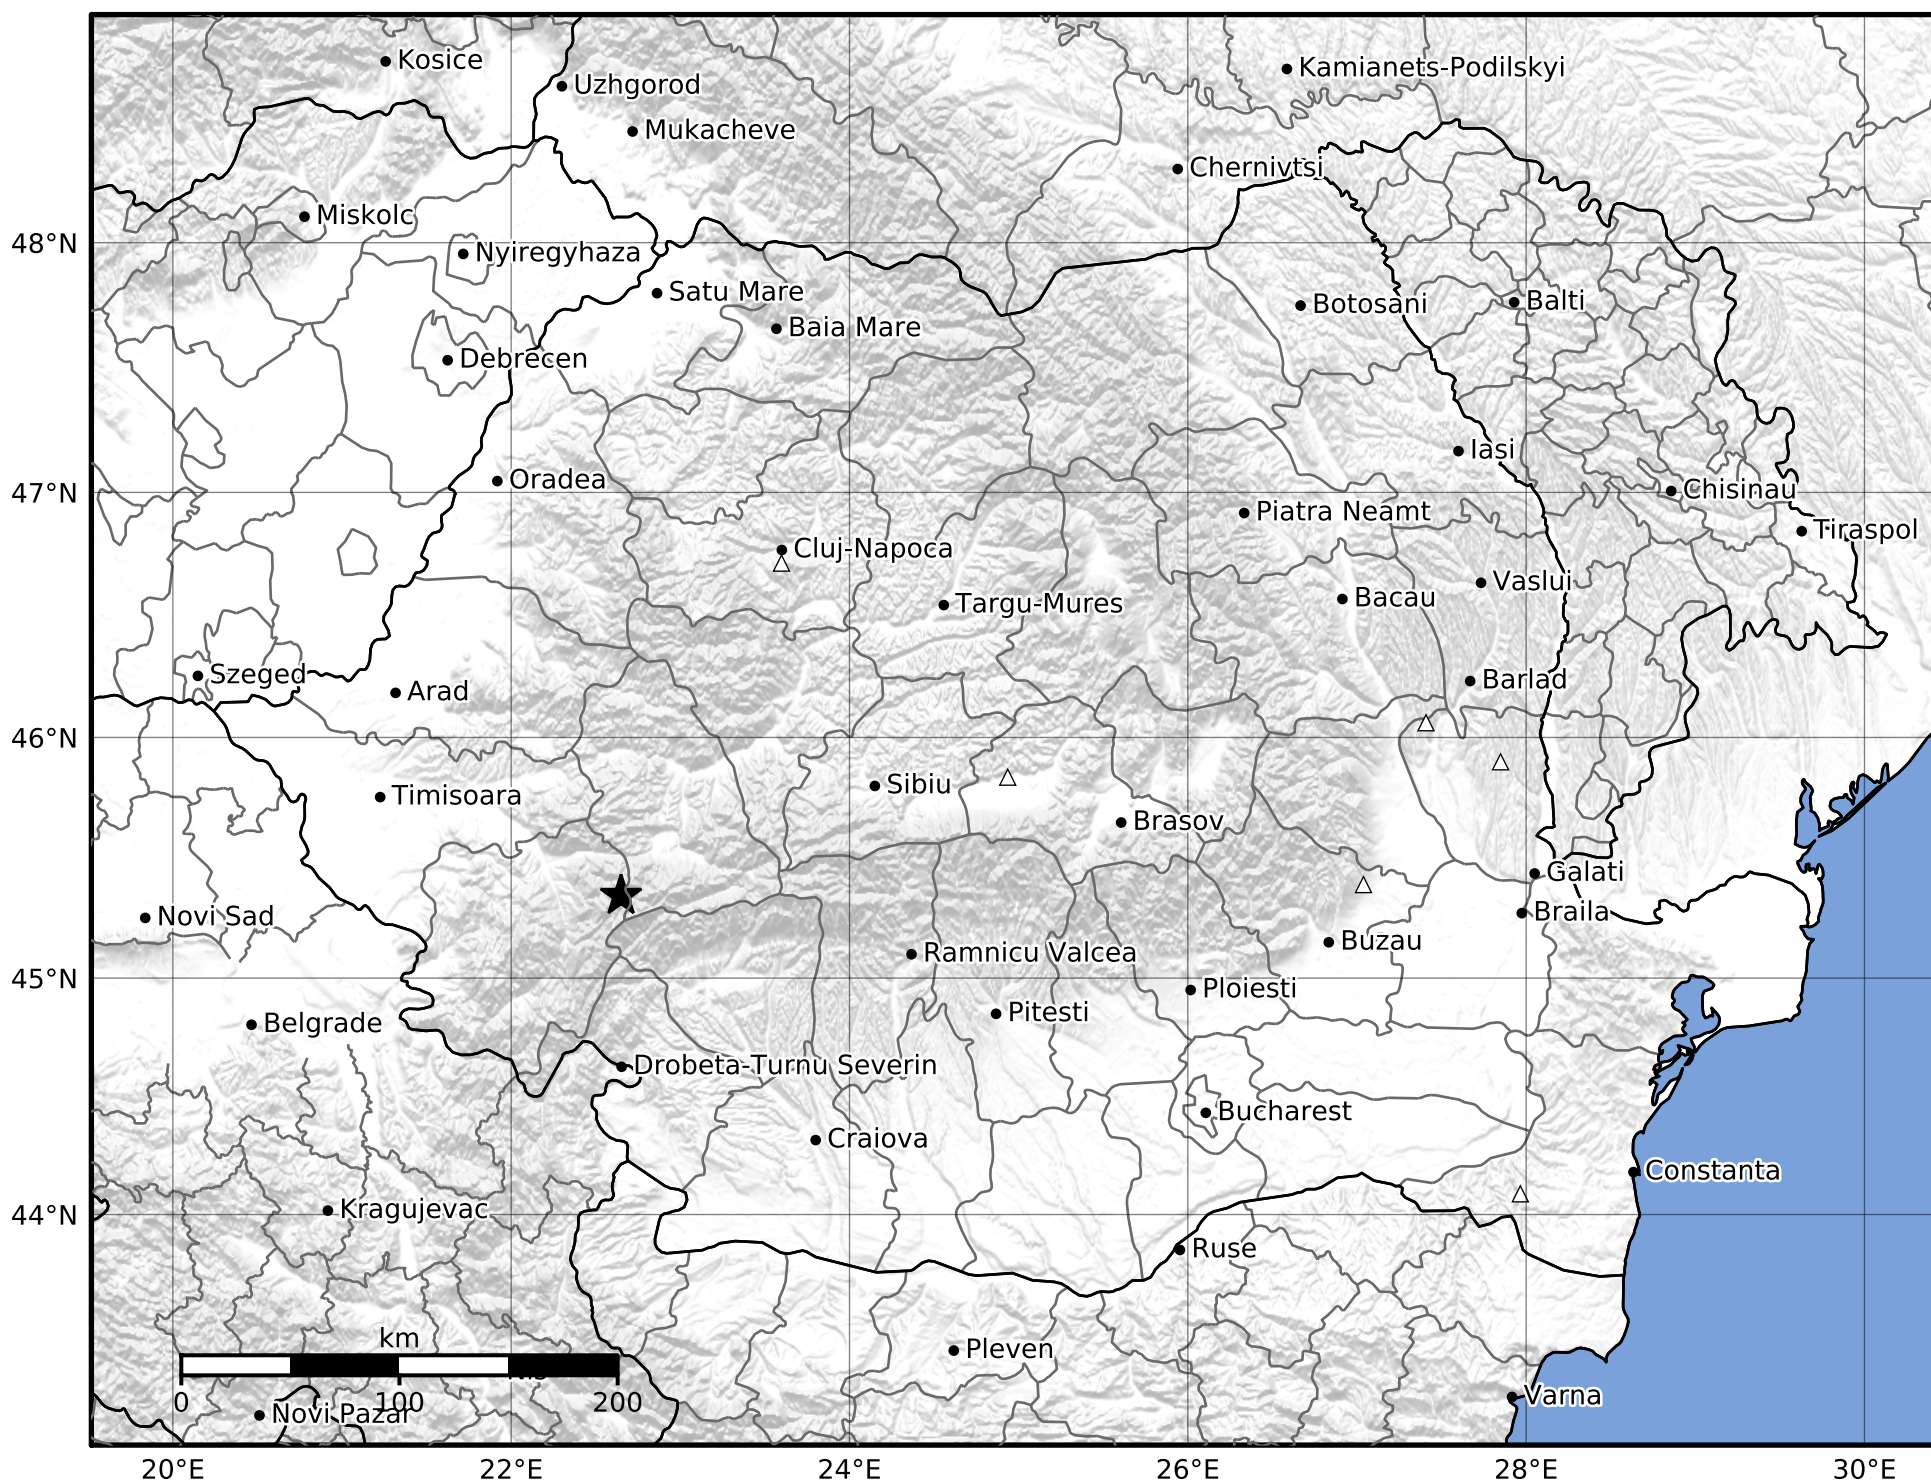 Kosice
Kamianets-Podilskyi
Uzhgorod
Mukacheve
Chernivtsi
Miskolc
48°N
Nyiregyhaza
Satu Mare
Botosani
Balti
Baia Mare
Debrecen
Iasi
Oradea
47°N
Chisinau
Piatra Neamt
Tiraspol
Cluj-Napoca
Vaslui
Targu-Mures
Bacau
Szeged
Barlad
Arad
46°N
Sibiu
Timisoara
Brasov
Galati
Novi Sad
Braila
Buzau
Ramnicu Valcea
45°N
Ploiesti
Pitesti
Belgrade
Drobeta-Turnu Severin
Bucharest
Craiova
Constanta
Kragujevac
44°N
Ruse
km
Pleven
0
100
200
Varna
Novi Pazar
20°E
22°E
24°E
26°E
28°E
30°E